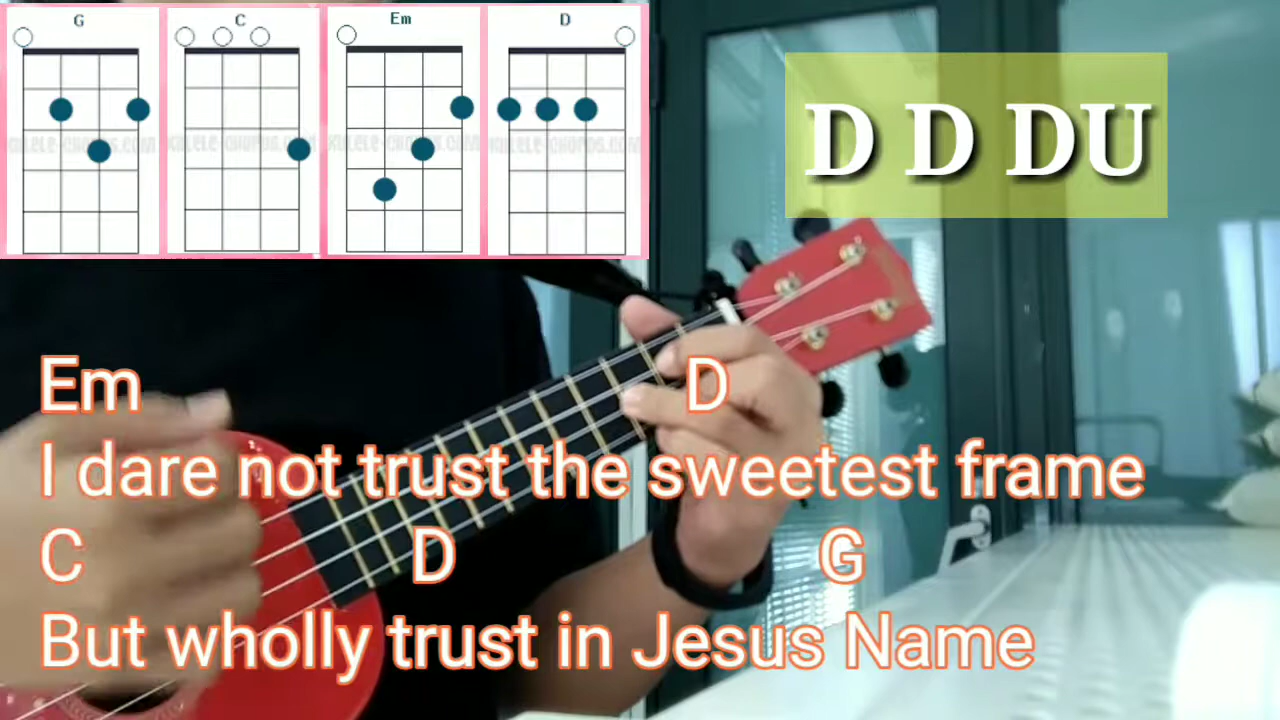 G C Em D
D D DU
Em D
I dare not trust the sweetest frame
C D G
But wholly trust in Jesus Name